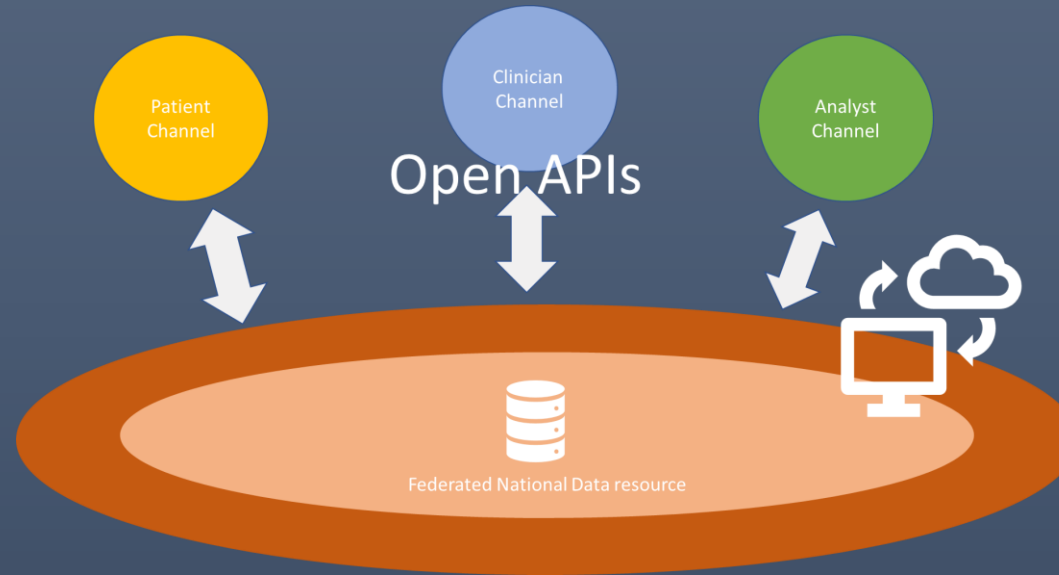 Patient
Channel
Clinician
Channel
Analyst
Channel
Open APIs
Federated National Data resource